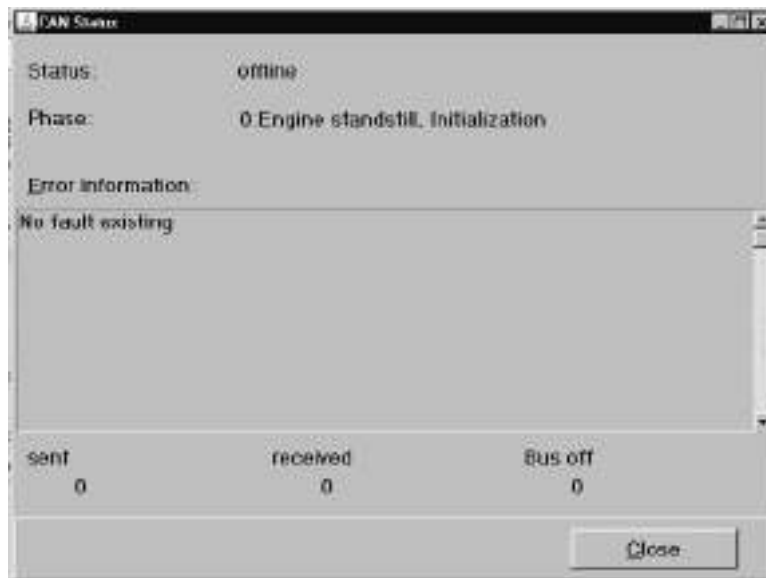 CAN Status
Status: offline
Phase: 0 Engine standstill, Initialization
Error information:
No fault existing
sent received Bus off
0 0 0
Close